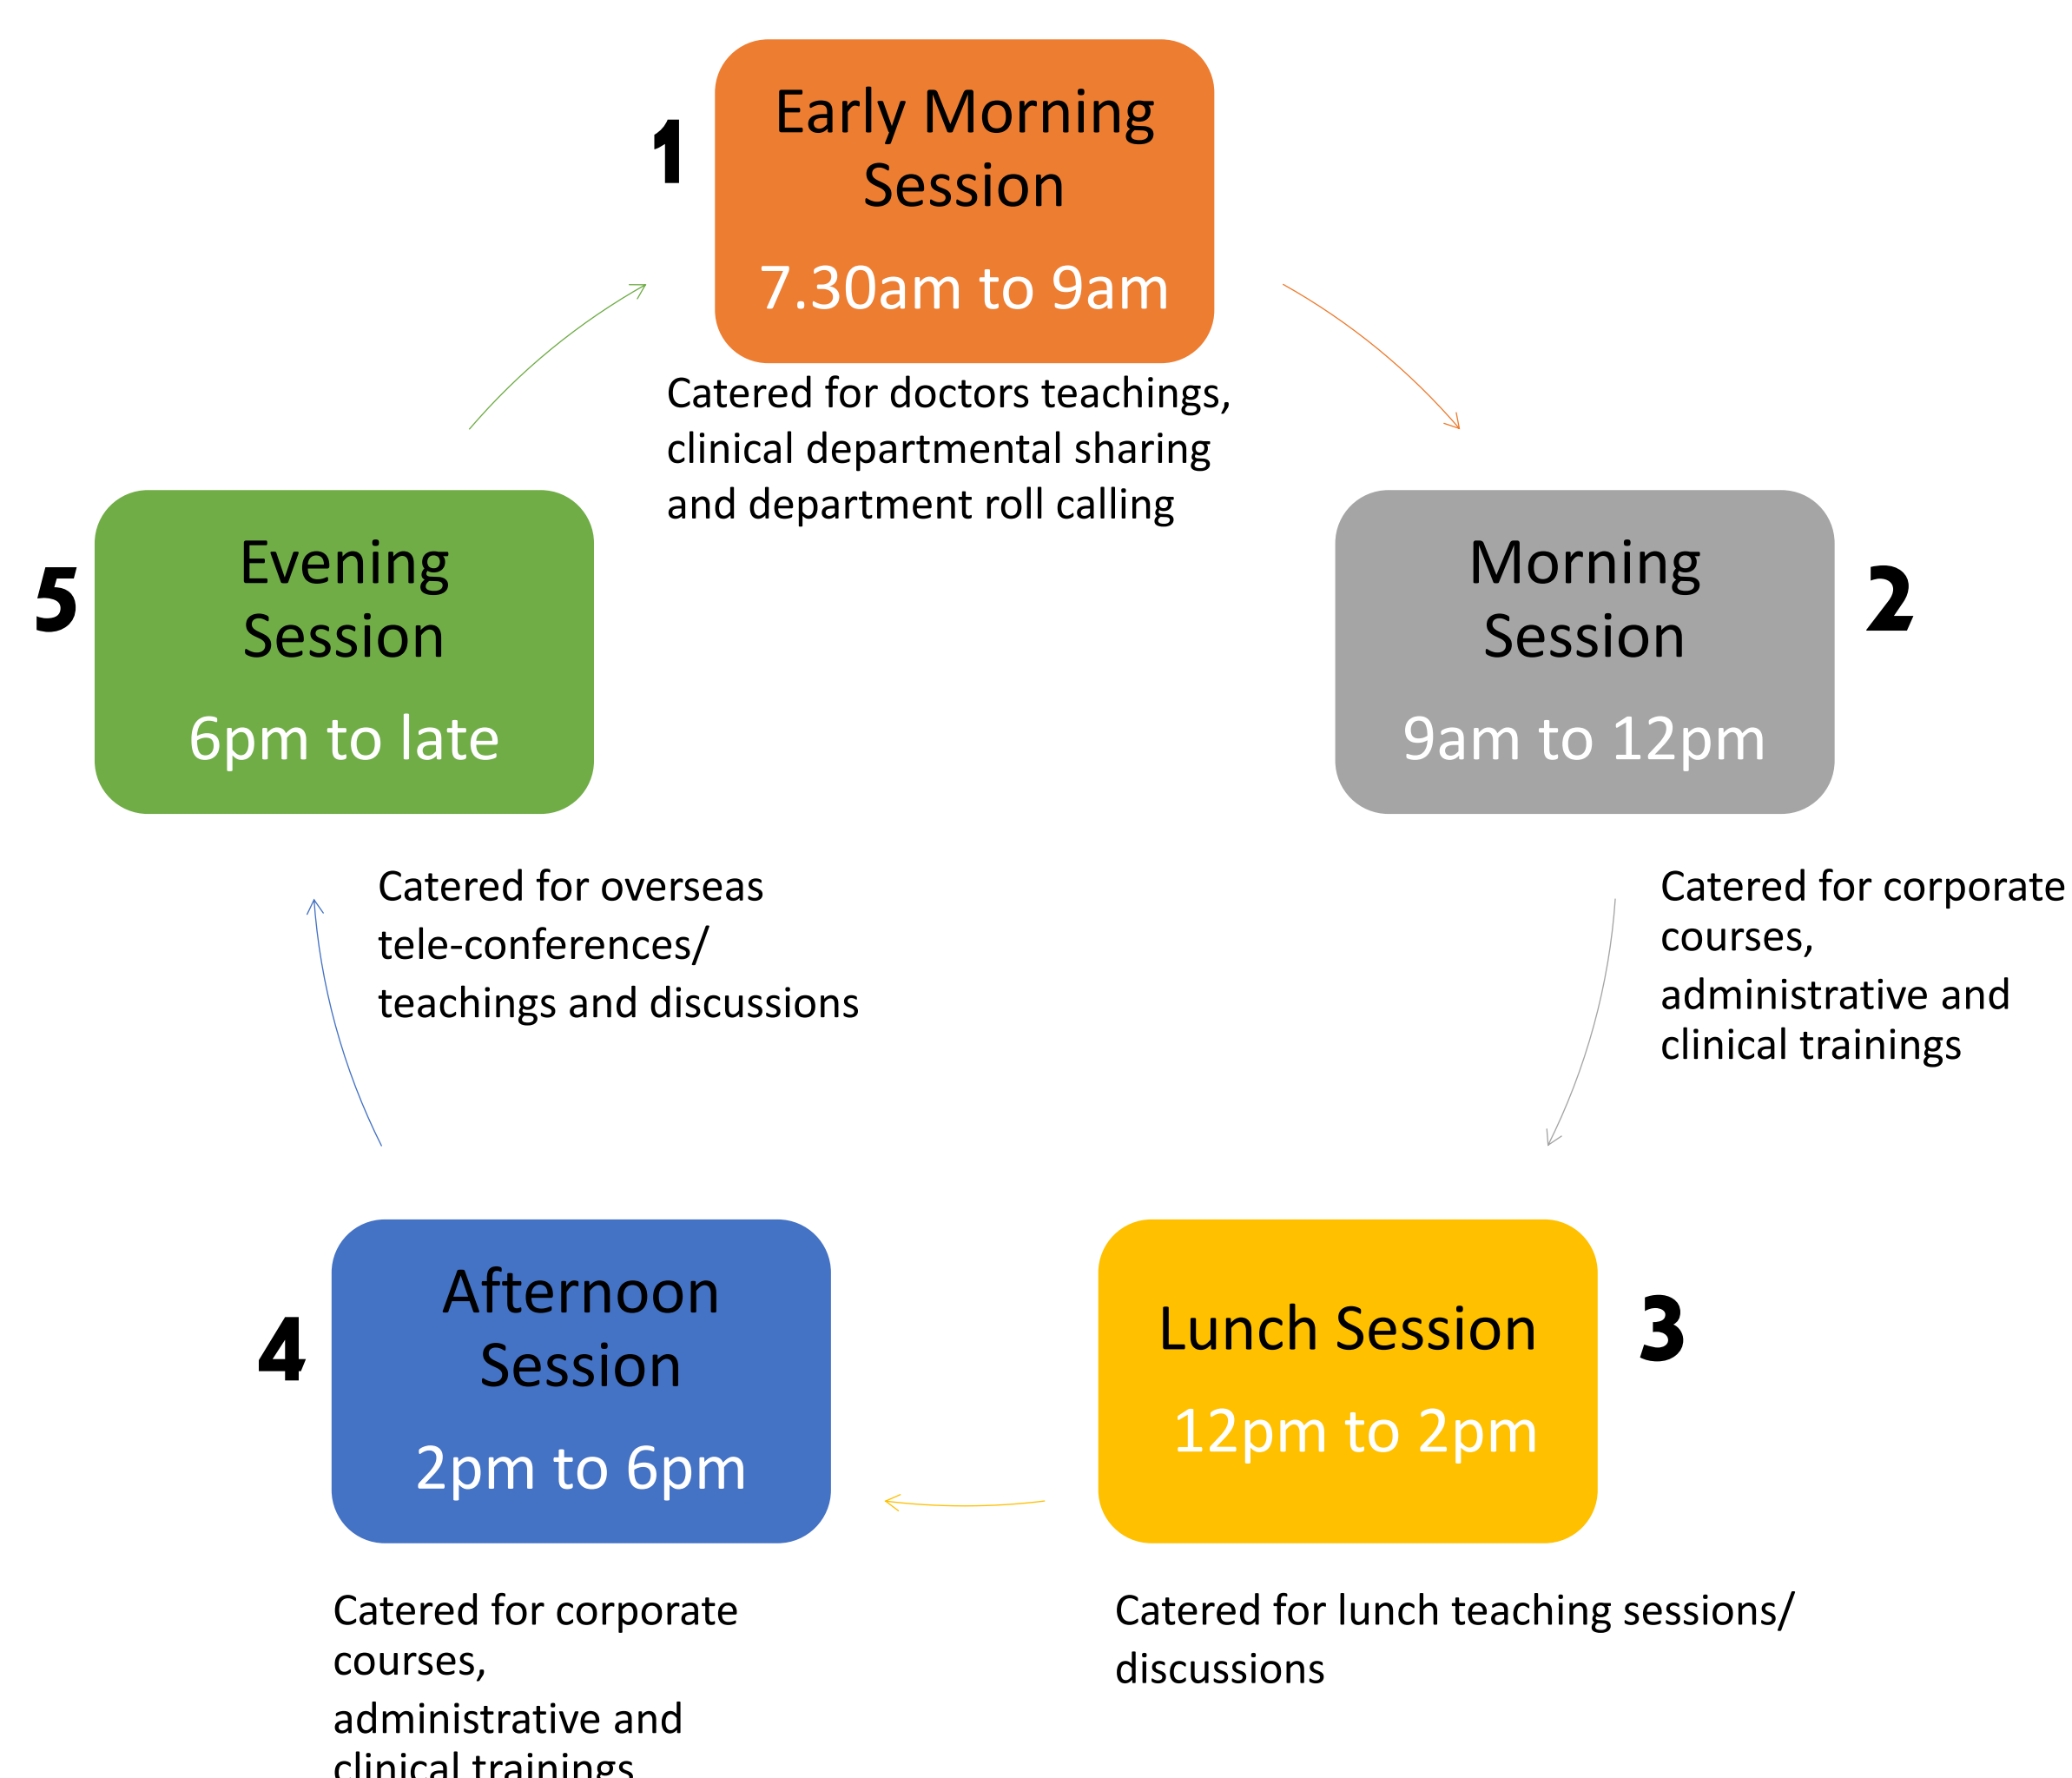 1
Early Morning
Session
7.30am to 9am
Catered for doctors teachings,
clinical departmental sharing
and department roll calling
2
Morning
Session
9am to 12pm
Catered for corporate
courses,
administrative and
clinical trainings
3
Lunch Session
12pm to 2pm
Catered for lunch teaching sessions/
discussions
4
Afternoon
Session
2pm to 6pm
Catered for corporate
courses,
administrative and
clinical trainings
5
Evening
Session
6pm to late
Catered for overseas
tele-conferences/
teachings and discussions